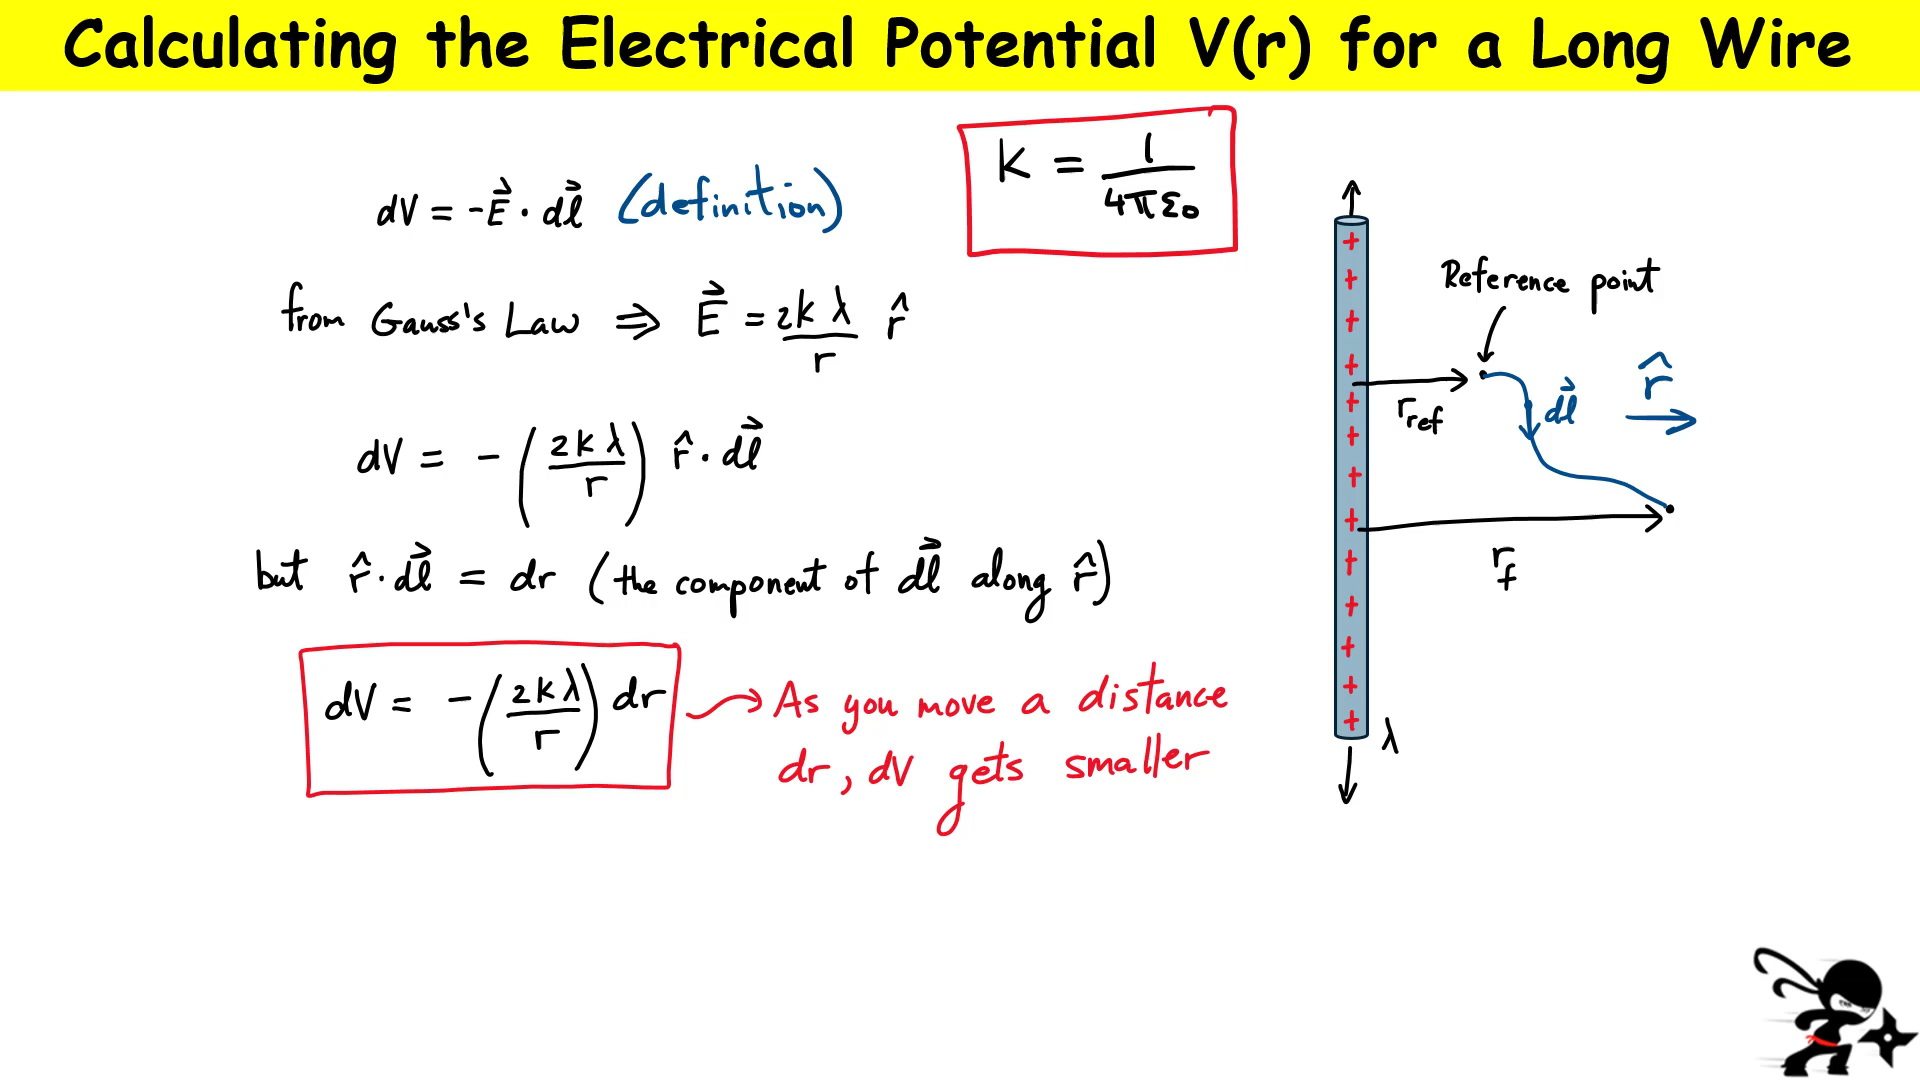 Calculating the Electrical Potential V(r) for a Long Wire
dV = -E⃗ · dl⃗ (definition)
K = 1/4πε₀
from Gauss's Law ⇒ E⃗ = 2kλ/r r̂
dV = - (2kλ/r) r̂ · dl⃗
but r̂ · dl⃗ = dr (the component of dl⃗ along r̂)
dV = - (2kλ/r) dr
As you move a distance
dr, dV gets smaller
+
+
+
+
+
+
+
+
+
+
+
+
+
Reference point
r_ref
dl⃗
r̂
r_f
λ